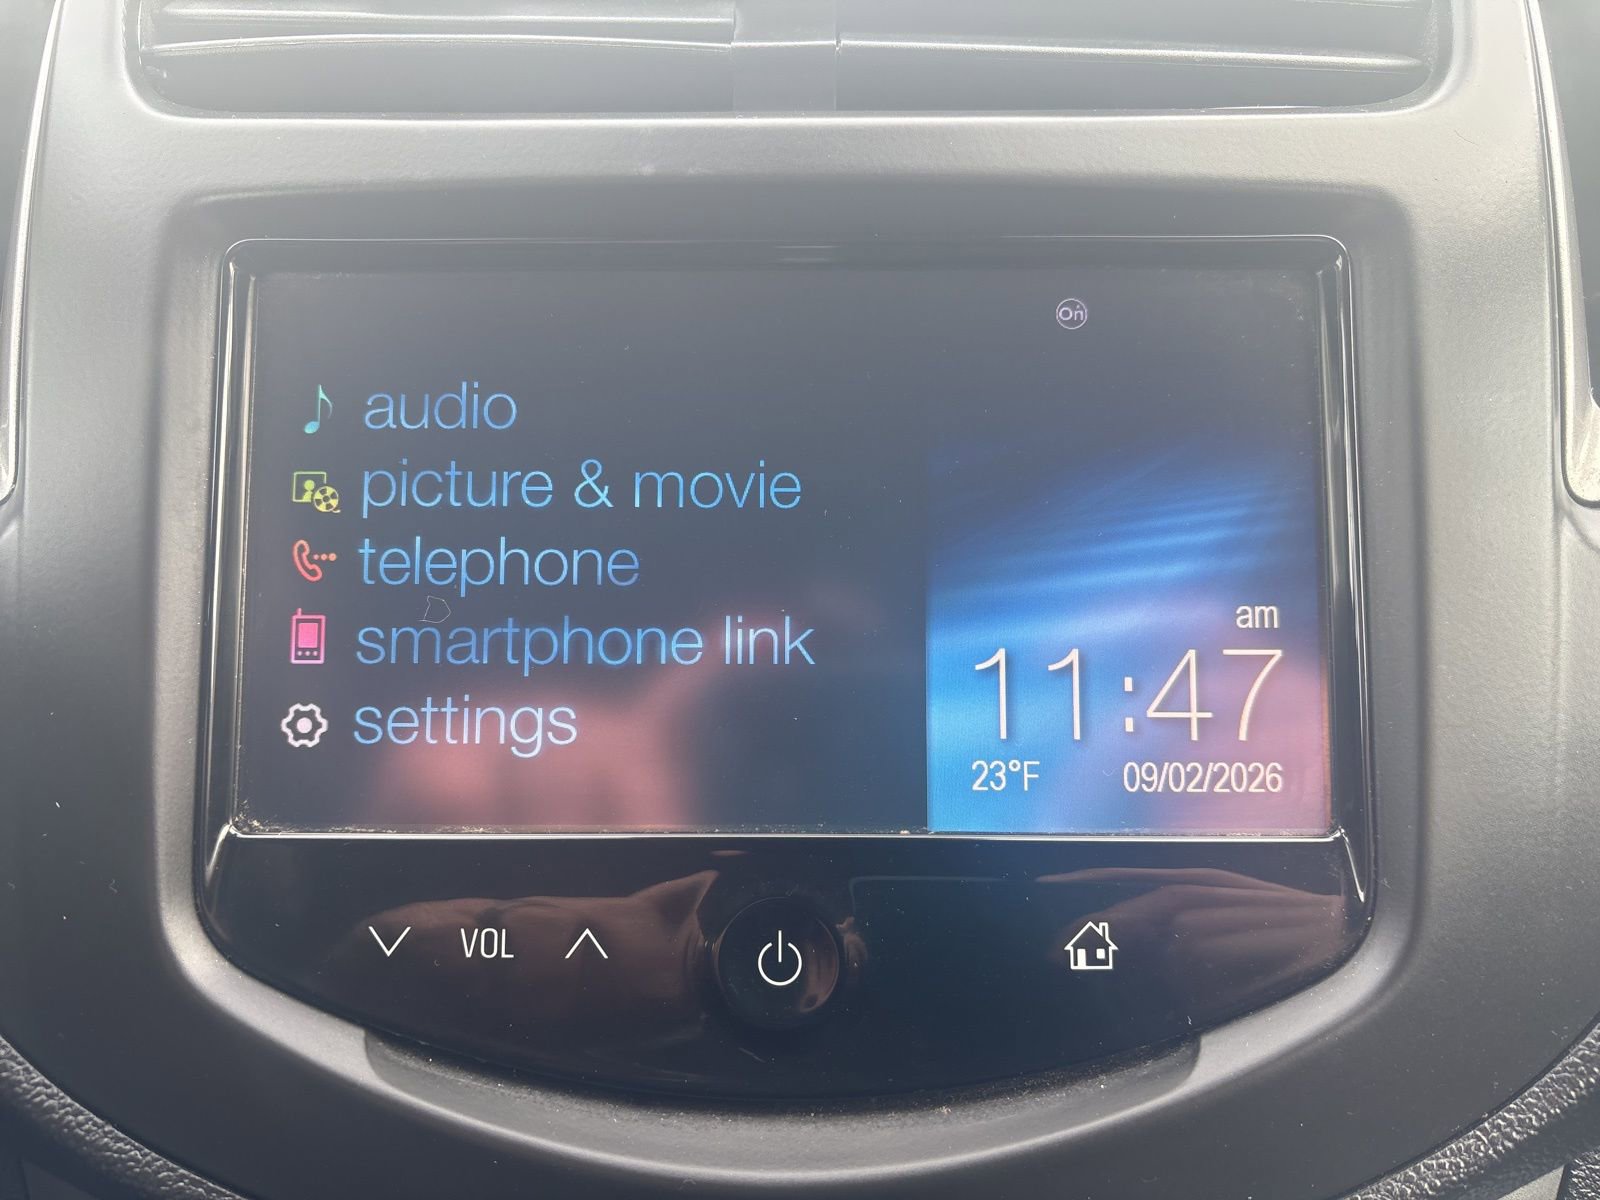 On
audio
picture & movie
telephone
smartphone link
settings
am
11:47
23°F 09/02/2026
VOL